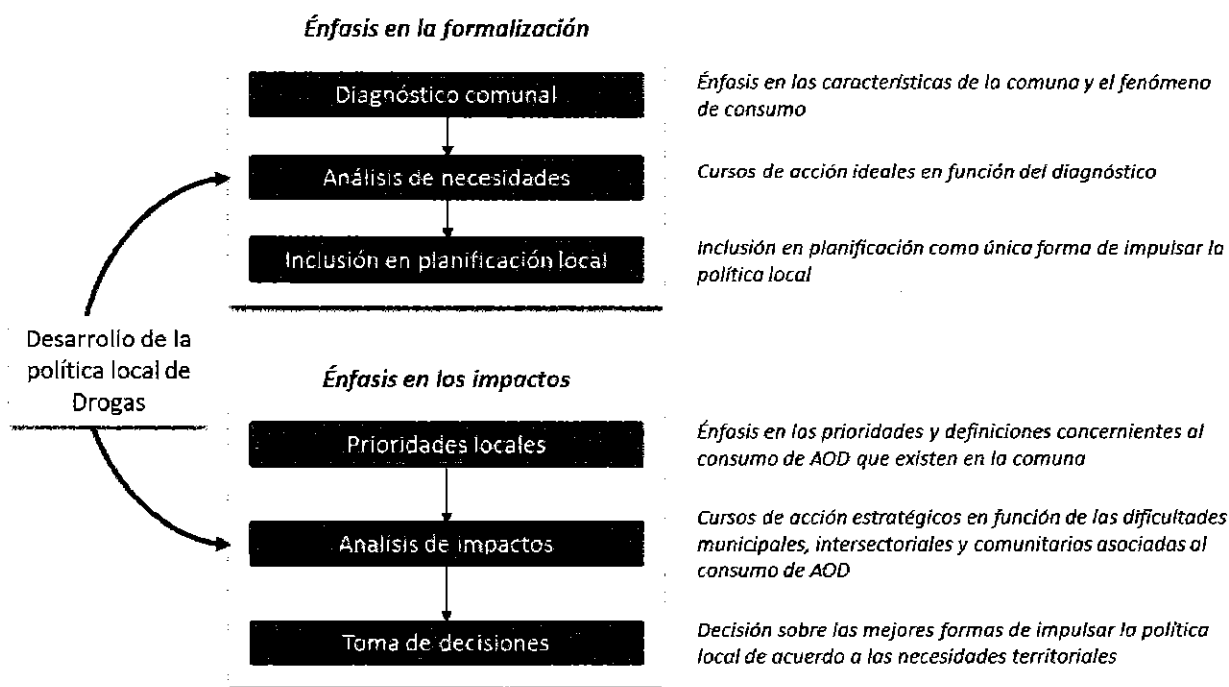 Énfasis en la formalización
Diagnóstico comunal
Énfasis en las características de la comuna y el fenómeno
de consumo
Análisis de necesidades
Cursos de acción ideales en función del diagnóstico
Inclusión en planificación local
Inclusión en planificación como única forma de impulsar la
política local
Desarrollo de la
política local de
Drogas
Énfasis en los impactos
Prioridades locales
Énfasis en las prioridades y definiciones concernientes al
consumo de AOD que existen en la comuna
Analisis de impactos
Cursos de acción estratégicos en función de las dificultades
municipales, intersectoriales y comunitarias asociadas al
consumo de AOD
Toma de decisiones
Decisión sobre las mejores formas de impulsar la política
local de acuerdo a las necesidades territoriales